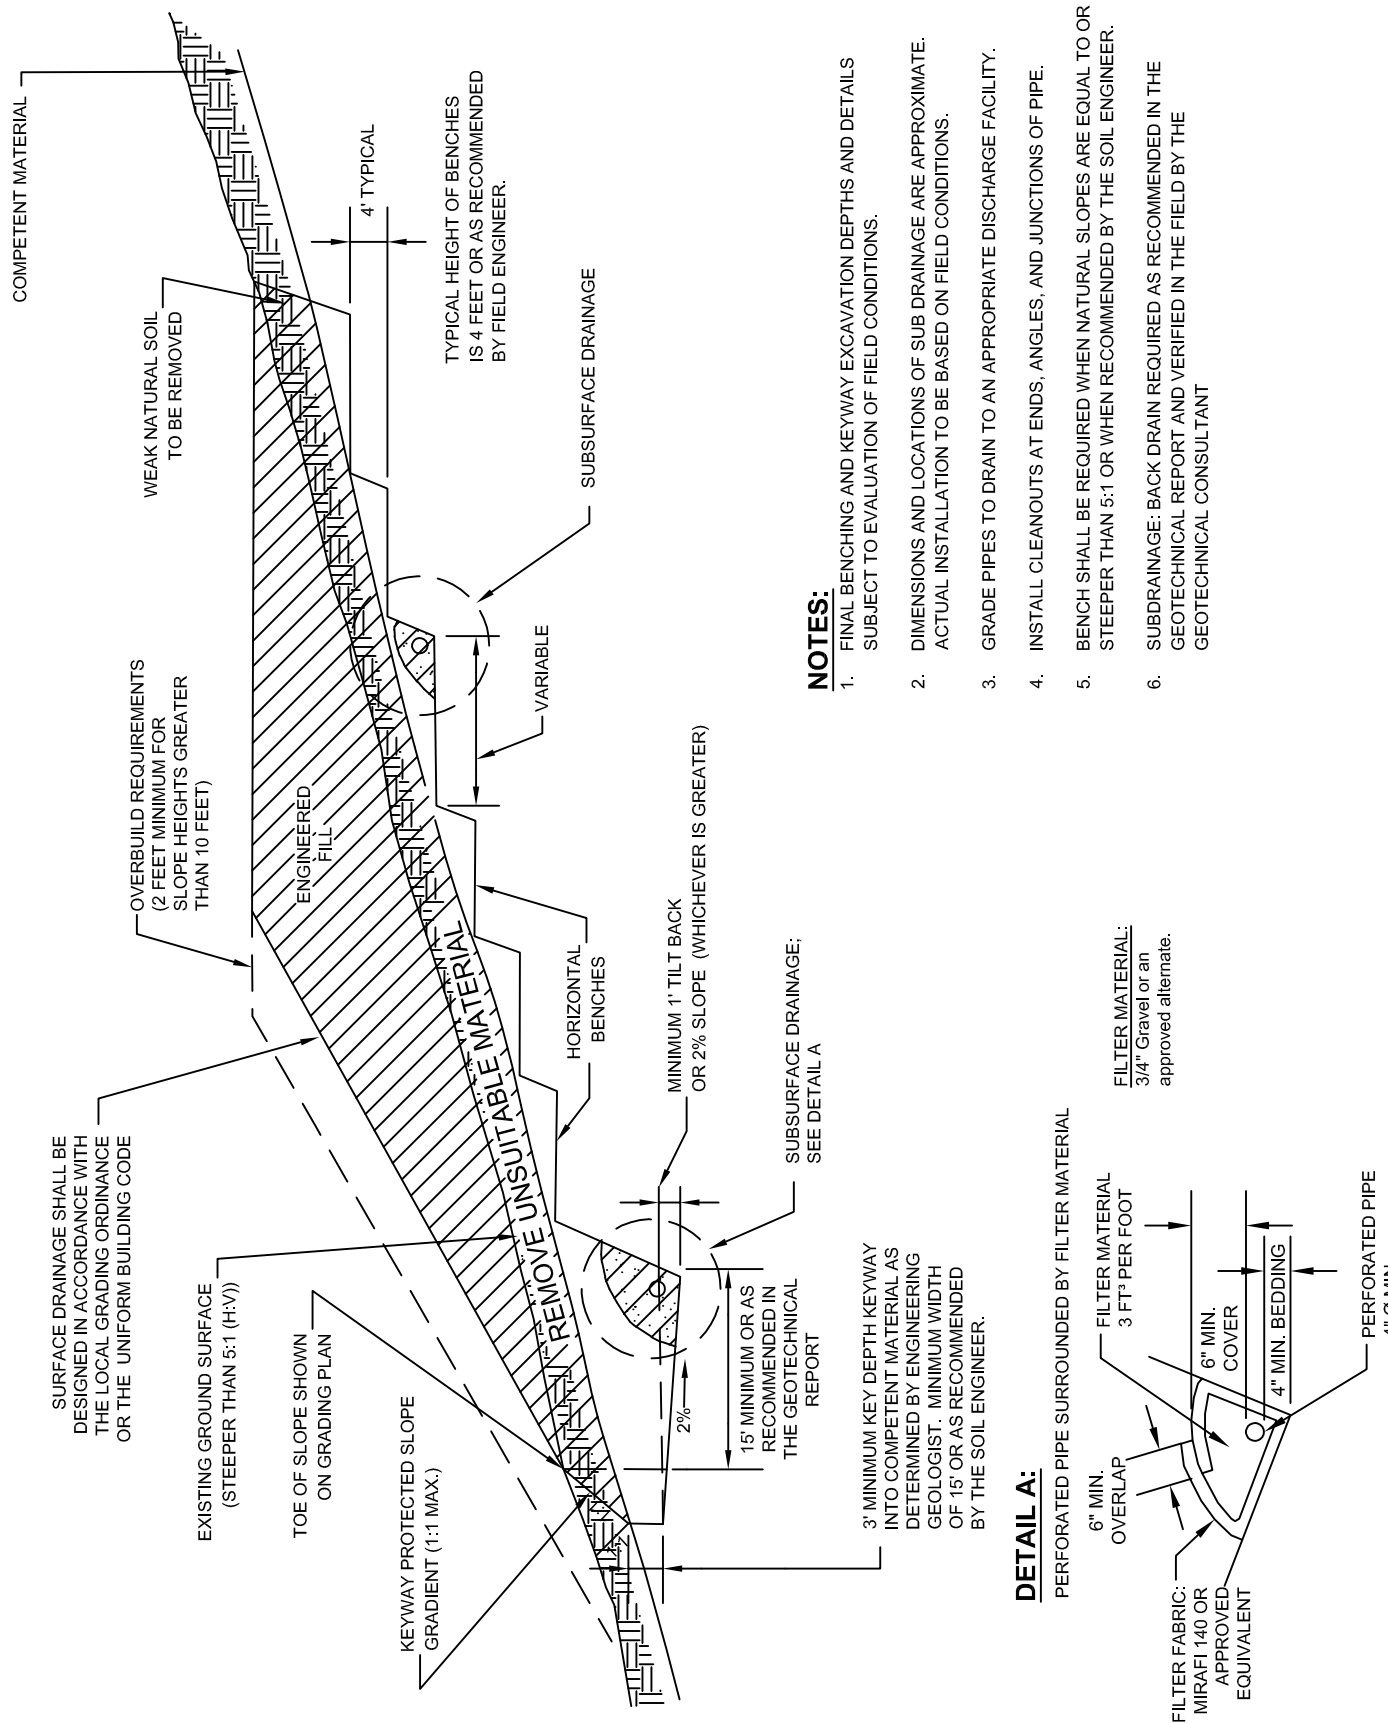 SURFACE DRAINAGE SHALL BE
DESIGNED IN ACCORDANCE WITH
THE LOCAL GRADING ORDINANCE
OR THE UNIFORM BUILDING CODE
OVERBUILD REQUIREMENTS
(2 FEET MINIMUM FOR
SLOPE HEIGHTS GREATER
THAN 10 FEET)
WEAK NATURAL SOIL
TO BE REMOVED
COMPETENT MATERIAL
EXISTING GROUND SURFACE
(STEEPER THAN 5:1 (H:V))
TOE OF SLOPE SHOWN
ON GRADING PLAN
KEYWAY PROTECTED SLOPE
GRADIENT (1:1 MAX.)
ENGINEERED
FILL
REMOVE UNSUITABLE MATERIAL
4' TYPICAL
TYPICAL HEIGHT OF BENCHES
IS 4 FEET OR AS RECOMMENDED
BY FIELD ENGINEER.
SUBSURFACE DRAINAGE
VARIABLE
HORIZONTAL
BENCHES
MINIMUM 1' TILT BACK
OR 2% SLOPE (WHICHEVER IS GREATER)
SUBSURFACE DRAINAGE;
SEE DETAIL A
2%
15' MINIMUM OR AS
RECOMMENDED IN
THE GEOTECHNICAL
REPORT
3' MINIMUM KEY DEPTH KEYWAY
INTO COMPETENT MATERIAL AS
DETERMINED BY ENGINEERING
GEOLOGIST. MINIMUM WIDTH
OF 15' OR AS RECOMMENDED
BY THE SOIL ENGINEER.
NOTES:
1. FINAL BENCHING AND KEYWAY EXCAVATION DEPTHS AND DETAILS
SUBJECT TO EVALUATION OF FIELD CONDITIONS.
2. DIMENSIONS AND LOCATIONS OF SUB DRAINAGE ARE APPROXIMATE.
ACTUAL INSTALLATION TO BE BASED ON FIELD CONDITIONS.
3. GRADE PIPES TO DRAIN TO AN APPROPRIATE DISCHARGE FACILITY.
4. INSTALL CLEANOUTS AT ENDS, ANGLES, AND JUNCTIONS OF PIPE.
5. BENCH SHALL BE REQUIRED WHEN NATURAL SLOPES ARE EQUAL TO OR
STEEPER THAN 5:1 OR WHEN RECOMMENDED BY THE SOIL ENGINEER.
6. SUBDRAINAGE: BACK DRAIN REQUIRED AS RECOMMENDED IN THE
GEOTECHNICAL REPORT AND VERIFIED IN THE FIELD BY THE
GEOTECHNICAL CONSULTANT
DETAIL A:
PERFORATED PIPE SURROUNDED BY FILTER MATERIAL
6" MIN.
OVERLAP
FILTER MATERIAL
3 FT³ PER FOOT
FILTER MATERIAL:
3/4" Gravel or an
approved alternate.
6" MIN.
COVER
4" MIN. BEDDING
FILTER FABRIC:
MIRAFI 140 OR
APPROVED
EQUIVALENT
PERFORATED PIPE
4" Ø MIN.